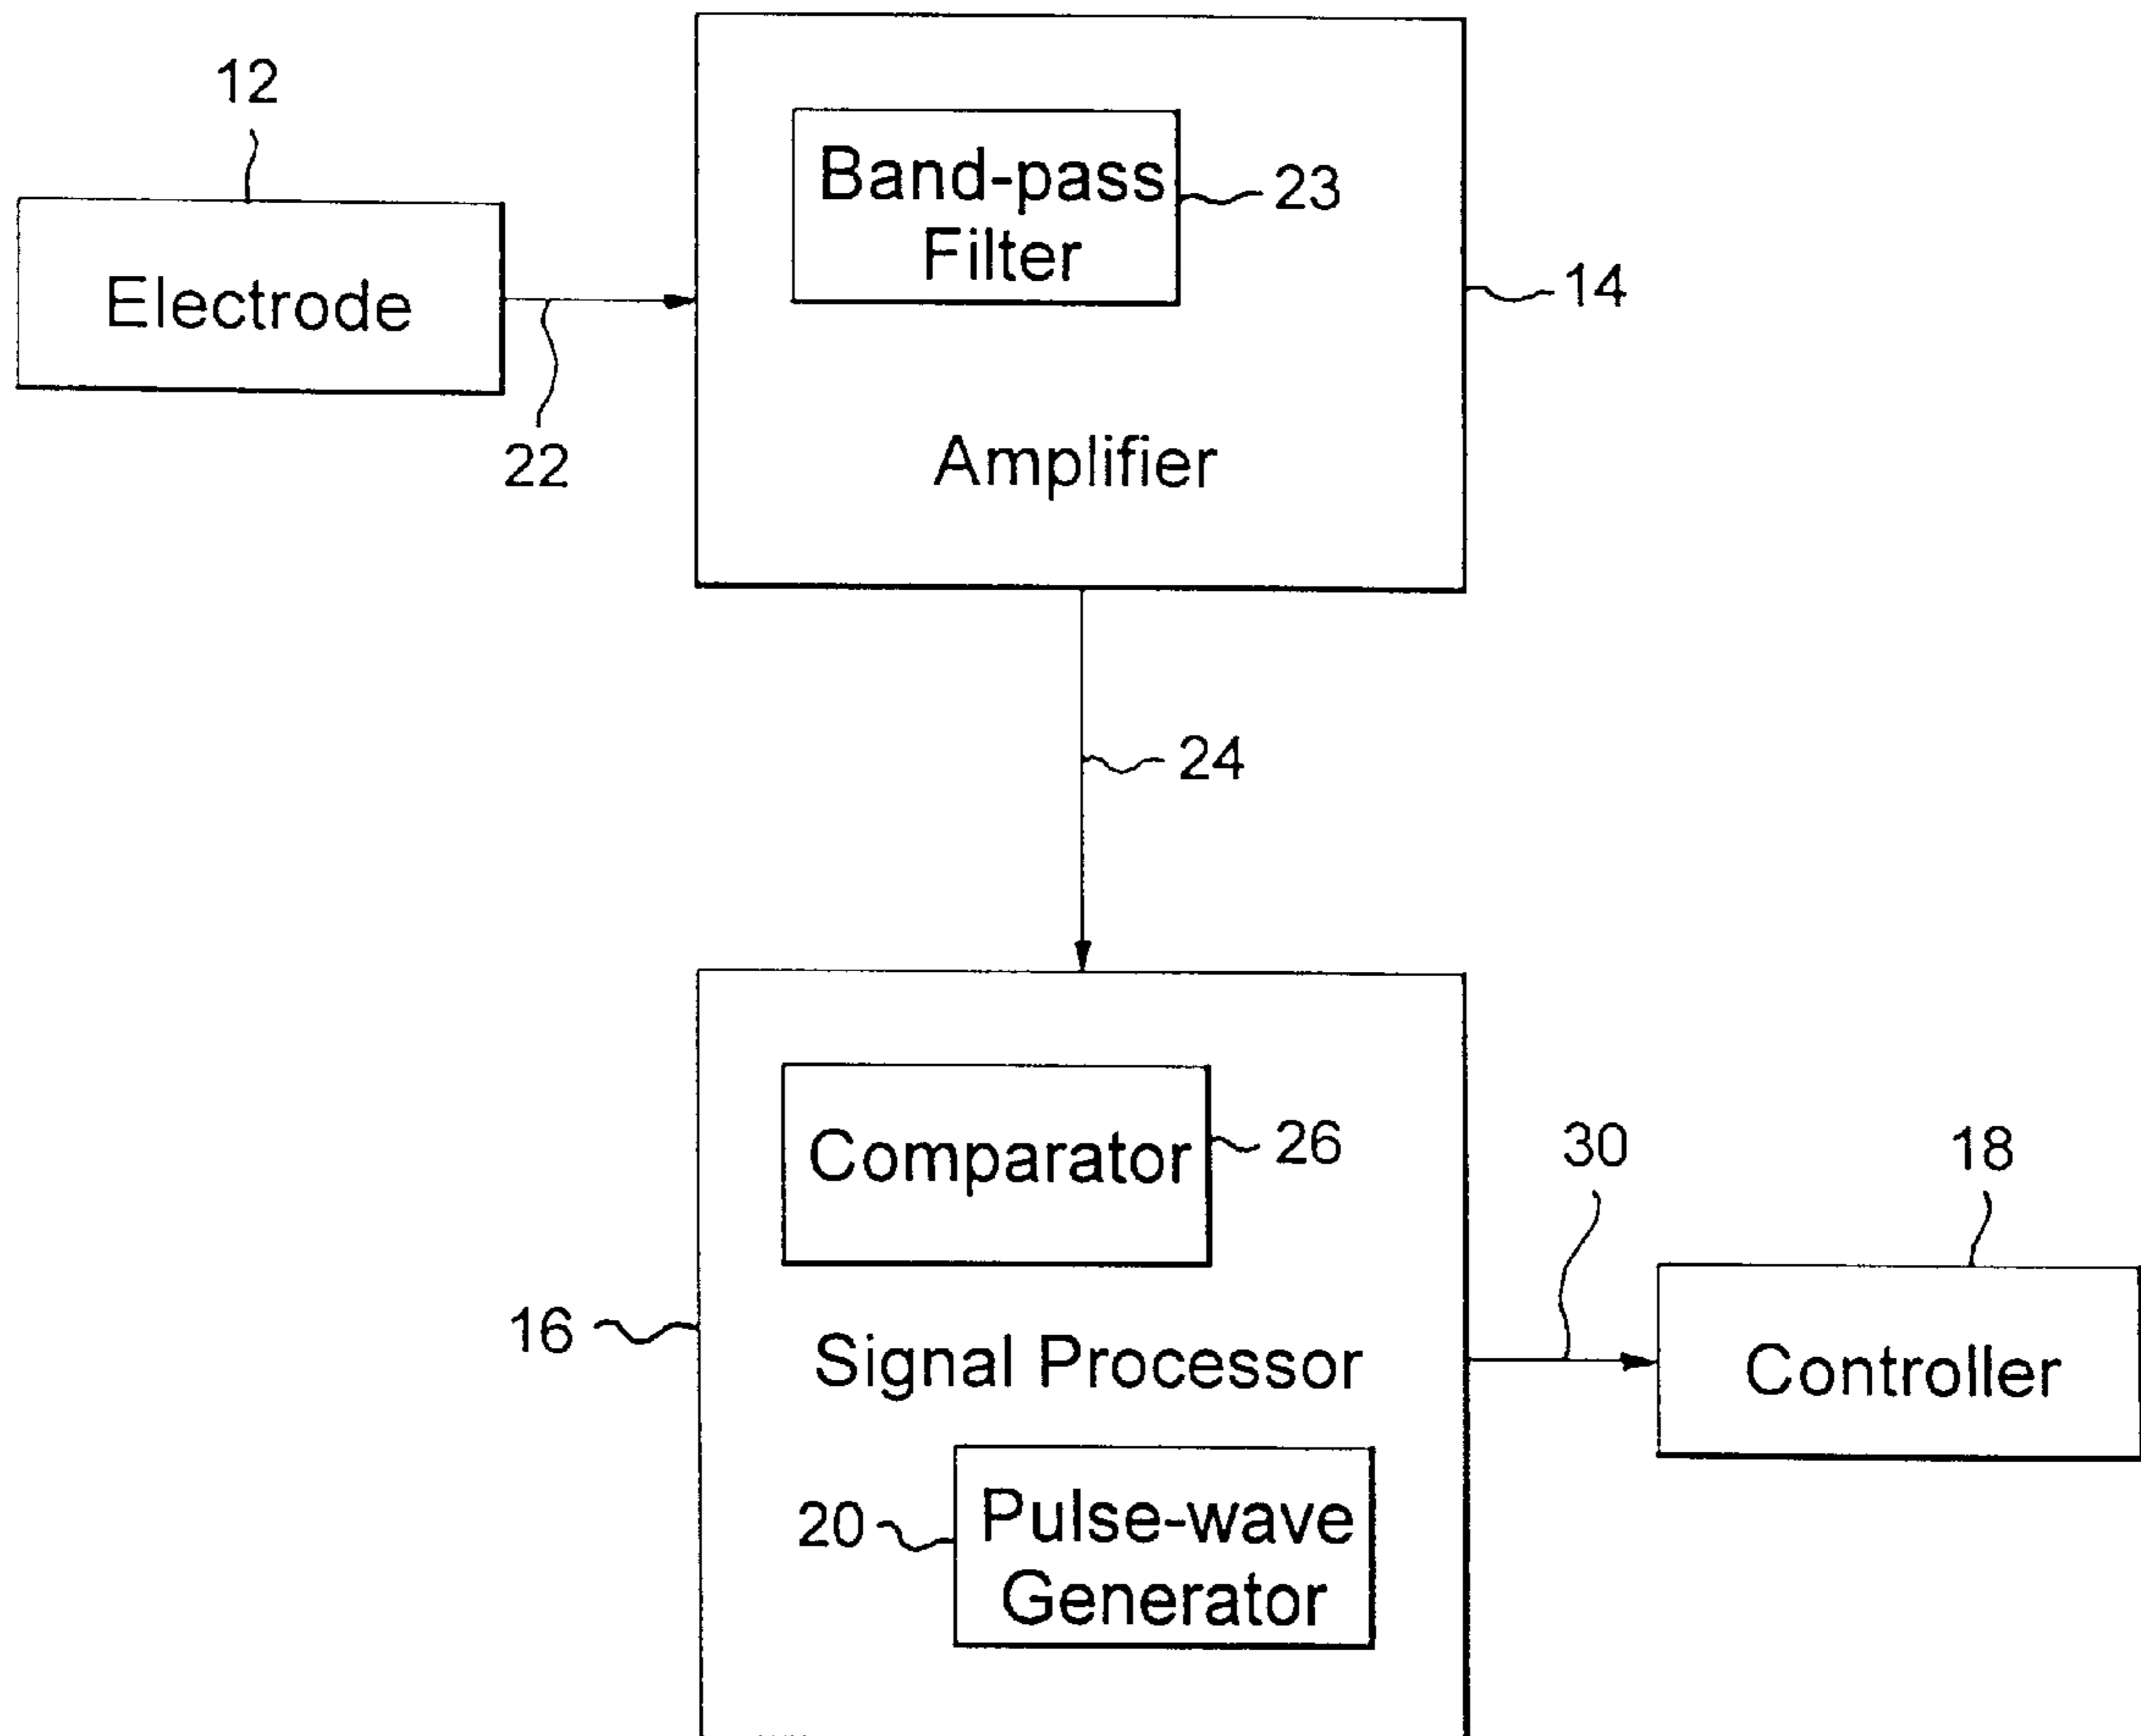 12
Band-pass
Filter
23
14
Electrode
22
Amplifier
24
Comparator
26
30
18
16
Signal Processor
Controller
20
Pulse-wave
Generator